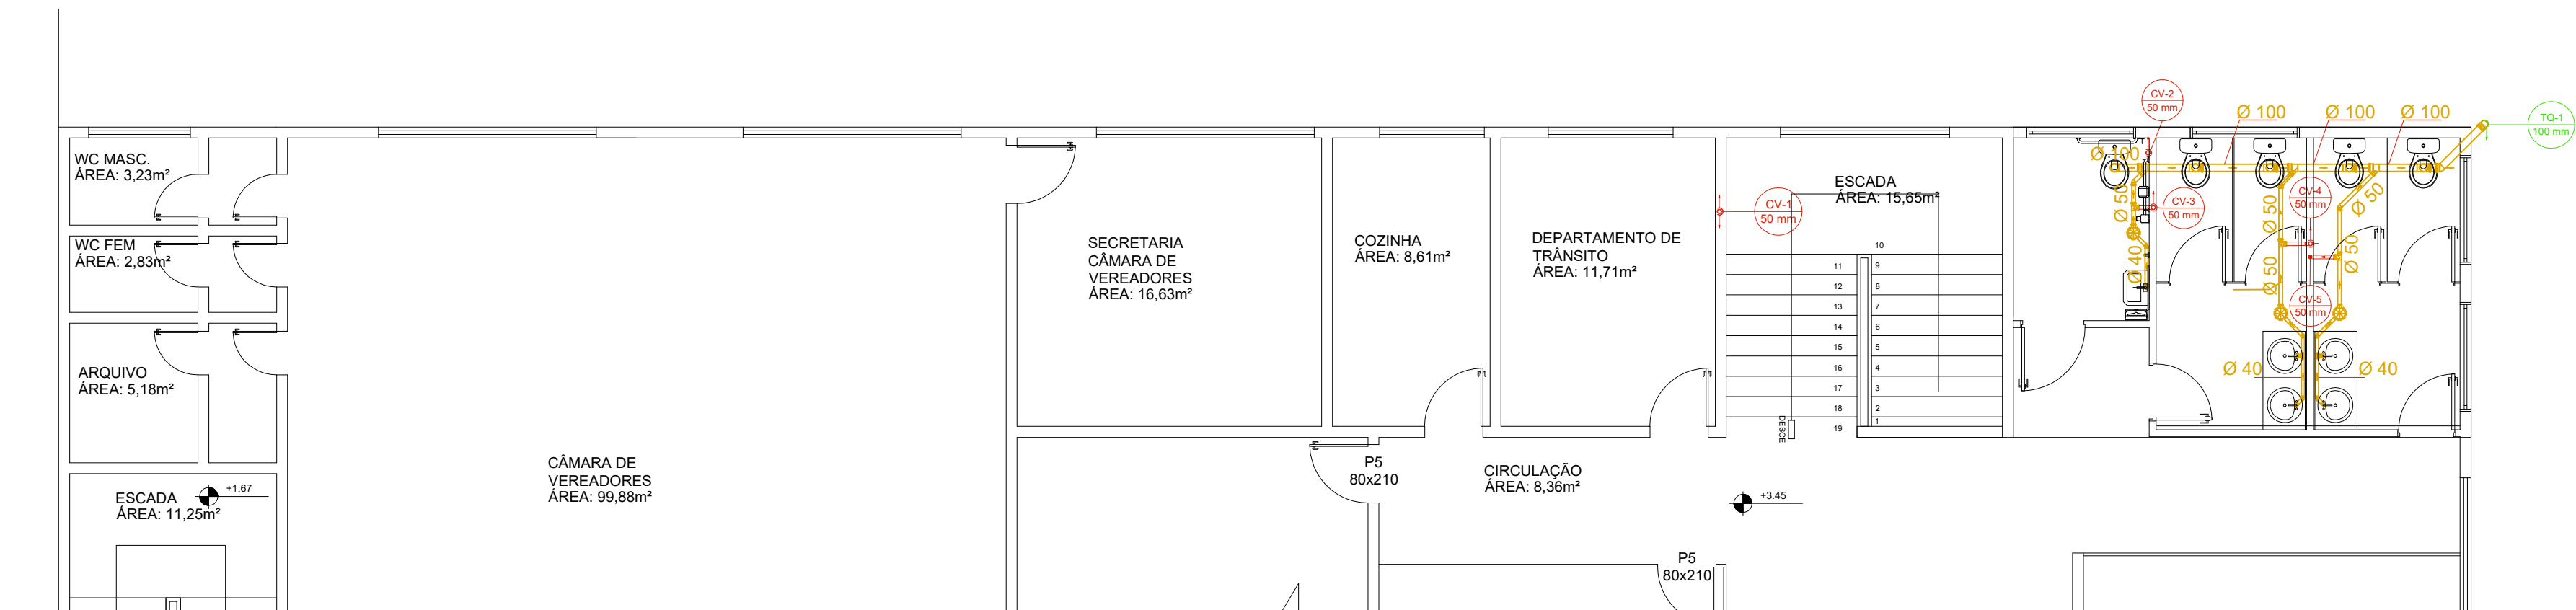 WC MASC.
ÁREA: 3,23m²
WC FEM
ÁREA: 2,83m²
ARQUIVO
ÁREA: 5,18m²
ESCADA
ÁREA: 11,25m²
+1.67
CÂMARA DE
VEREADORES
ÁREA: 99,88m²
SECRETARIA
CÂMARA DE
VEREADORES
ÁREA: 16,63m²
COZINHA
ÁREA: 8,61m²
DEPARTAMENTO DE
TRÂNSITO
ÁREA: 11,71m²
P5
80x210
CIRCULAÇÃO
ÁREA: 8,36m²
+3.45
P5
80x210
CV-1
50 mm
ESCADA
ÁREA: 15,65m²
10
11
9
12
8
13
7
14
6
15
5
16
4
17
3
18
2
19
1
DESCE
CV-2
50 mm
Ø 100
Ø 100
Ø 100
TQ-1
100 mm
Ø 100
Ø 50
CV-3
50 mm
Ø 40
CV-4
50 mm
Ø 50
Ø 50
Ø 50
Ø 50
CV-5
50 mm
Ø 40
Ø 40